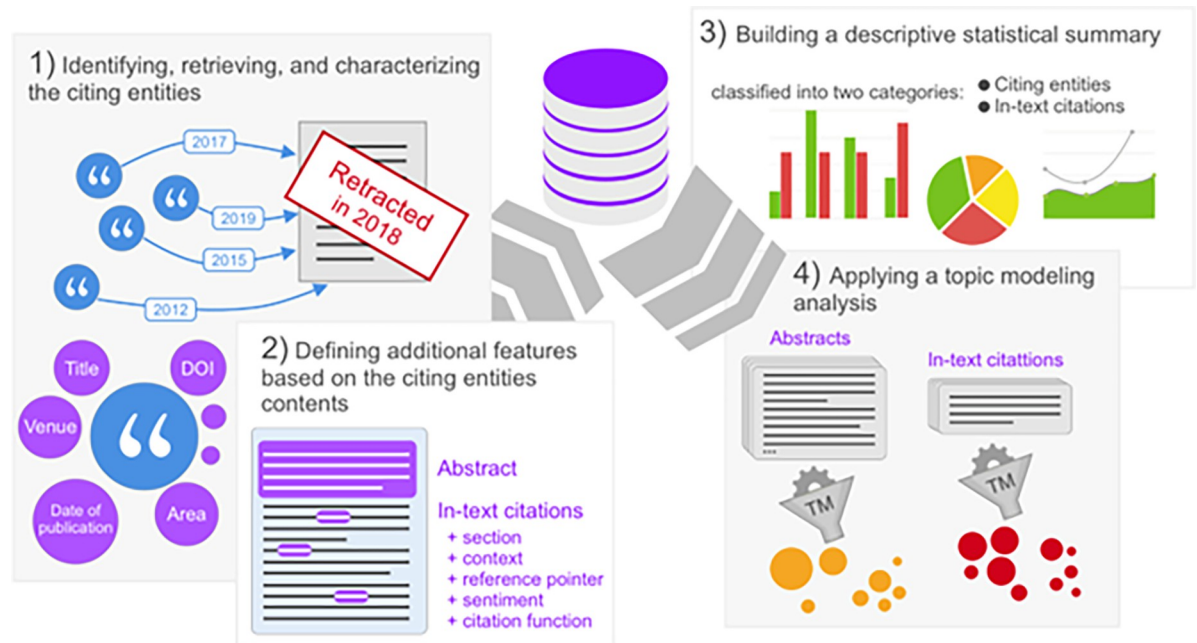 1) Identifying, retrieving, and characterizing
the citing entities
2017
2019
2015
2012
Retracted
in 2018
Title
DOI
Venue
Date of
publication
Area
2) Defining additional features
based on the citing entities
contents
Abstract
In-text citations
+ section
+ context
+ reference pointer
+ sentiment
+ citation function
3) Building a descriptive statistical summary
classified into two categories:
Citing entities
In-text citations
4) Applying a topic modeling
analysis
Abstracts
In-text citattions
TM
TM